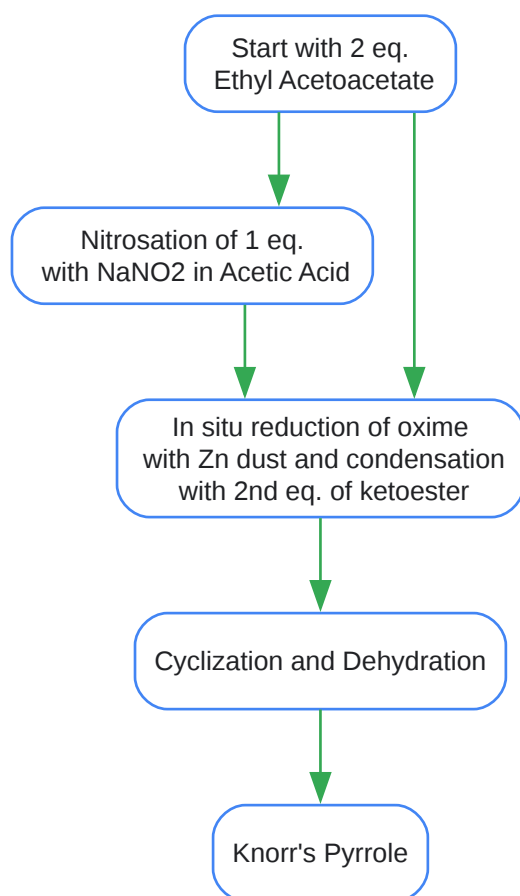 Start with 2 eq.
Ethyl Acetoacetate
Nitrosation of 1 eq.
with NaNO2 in Acetic Acid
In situ reduction of oxime
with Zn dust and condensation
with 2nd eq. of ketoester
Cyclization and Dehydration
Knorr's Pyrrole